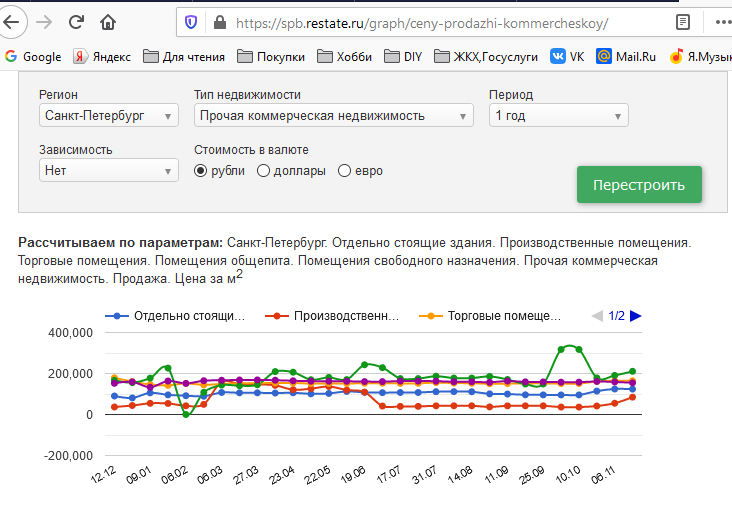 https://spb.restate.ru/graph/ceny-prodazhi-kommercheskoy/
Google Яндекс Для чтения Покупки Хобби DIY ЖКХ,Госуслуги VK Mail.Ru Я.Музык
Регион Тип недвижимости Период
Санкт-Петербург Прочая коммерческая недвижимость 1 год
Зависимость Стоимость в валюте
Нет рубли доллары евро
Перестроить
Рассчитываем по параметрам: Санкт-Петербург. Отдельно стоящие здания. Производственные помещения.
Торговые помещения. Помещения общепита. Помещения свободного назначения. Прочая коммерческая
недвижимость. Продажа. Цена за м2
Отдельно стоящи... Производственн... Торговые помеще... 1/2
400,000
200,000
0
-200,000
12.12 09.01 06.02 06.03 27.03 23.04 22.05 19.06 17.07 31.07 14.08 11.09 25.09 10.10 06.11